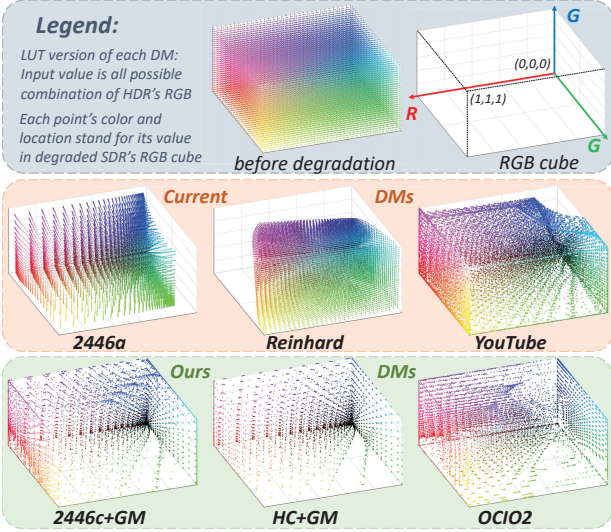 Legend:
LUT version of each DM:
Input value is all possible
combination of HDR's RGB
Each point's color and
location stand for its value
in degraded SDR's RGB cube
before degradation
G
(0,0,0)
(1,1,1)
R
G
RGB cube
Current DMs
2446a
Reinhard
YouTube
Ours DMs
2446c+GM
HC+GM
OCIO2